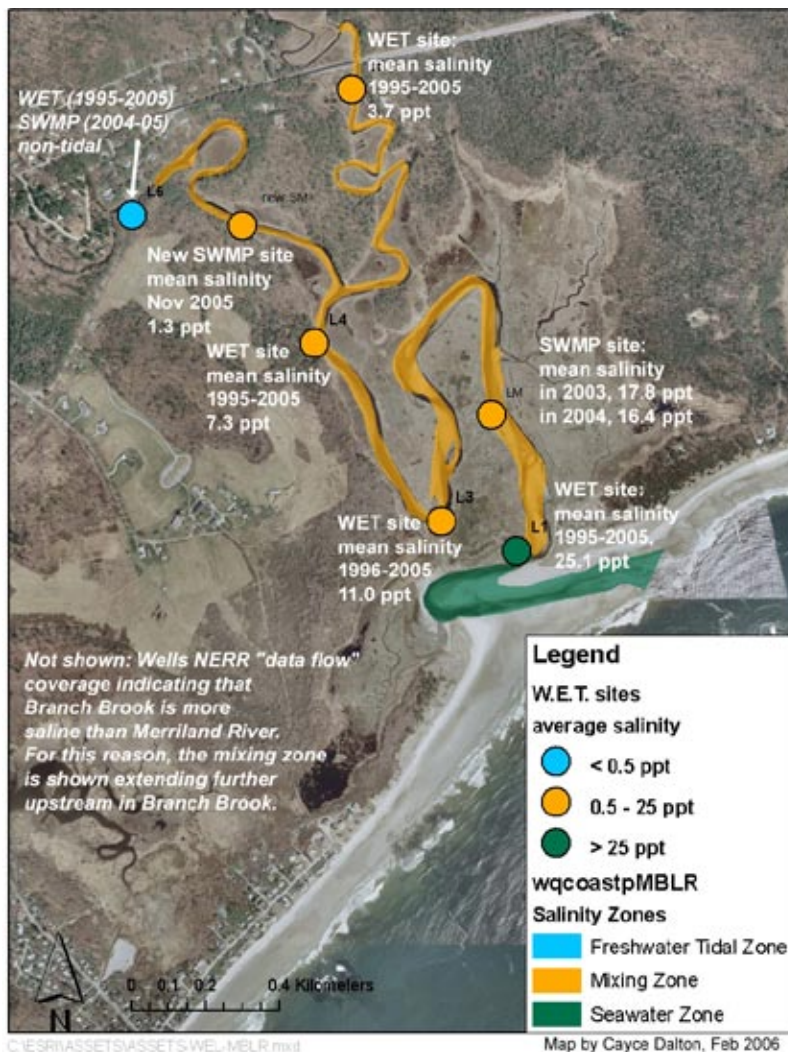 WET site:
mean salinity
1995-2005
3.7 ppt
WET (1995-2005)
SWMP (2004-05)
non-tidal
L6
new SM
New SWMP site
mean salinity
Nov 2005
1.3 ppt
L4
WET site
mean salinity
1995-2005
7.3 ppt
SWMP site:
mean salinity
in 2003, 17.8 ppt
in 2004, 16.4 ppt
LM
L3
WET site
mean salinity
1996-2005
11.0 ppt
L1
WET site:
mean salinity
1995-2005,
25.1 ppt
Not shown: Wells NERR "data flow"
coverage indicating that
Branch Brook is more
saline than Merriland River.
For this reason, the mixing zone
is shown extending further
upstream in Branch Brook.
Legend
W.E.T. sites
average salinity
< 0.5 ppt
0.5 - 25 ppt
> 25 ppt
wqcoastpMBLR
Salinity Zones
Freshwater Tidal Zone
Mixing Zone
Seawater Zone
N
0 0.1 0.2 0.4 Kilometers
C:\ESRI\ASSETS\ASSETS-WEL-MBLR.mxd
Map by Cayce Dalton, Feb 2006